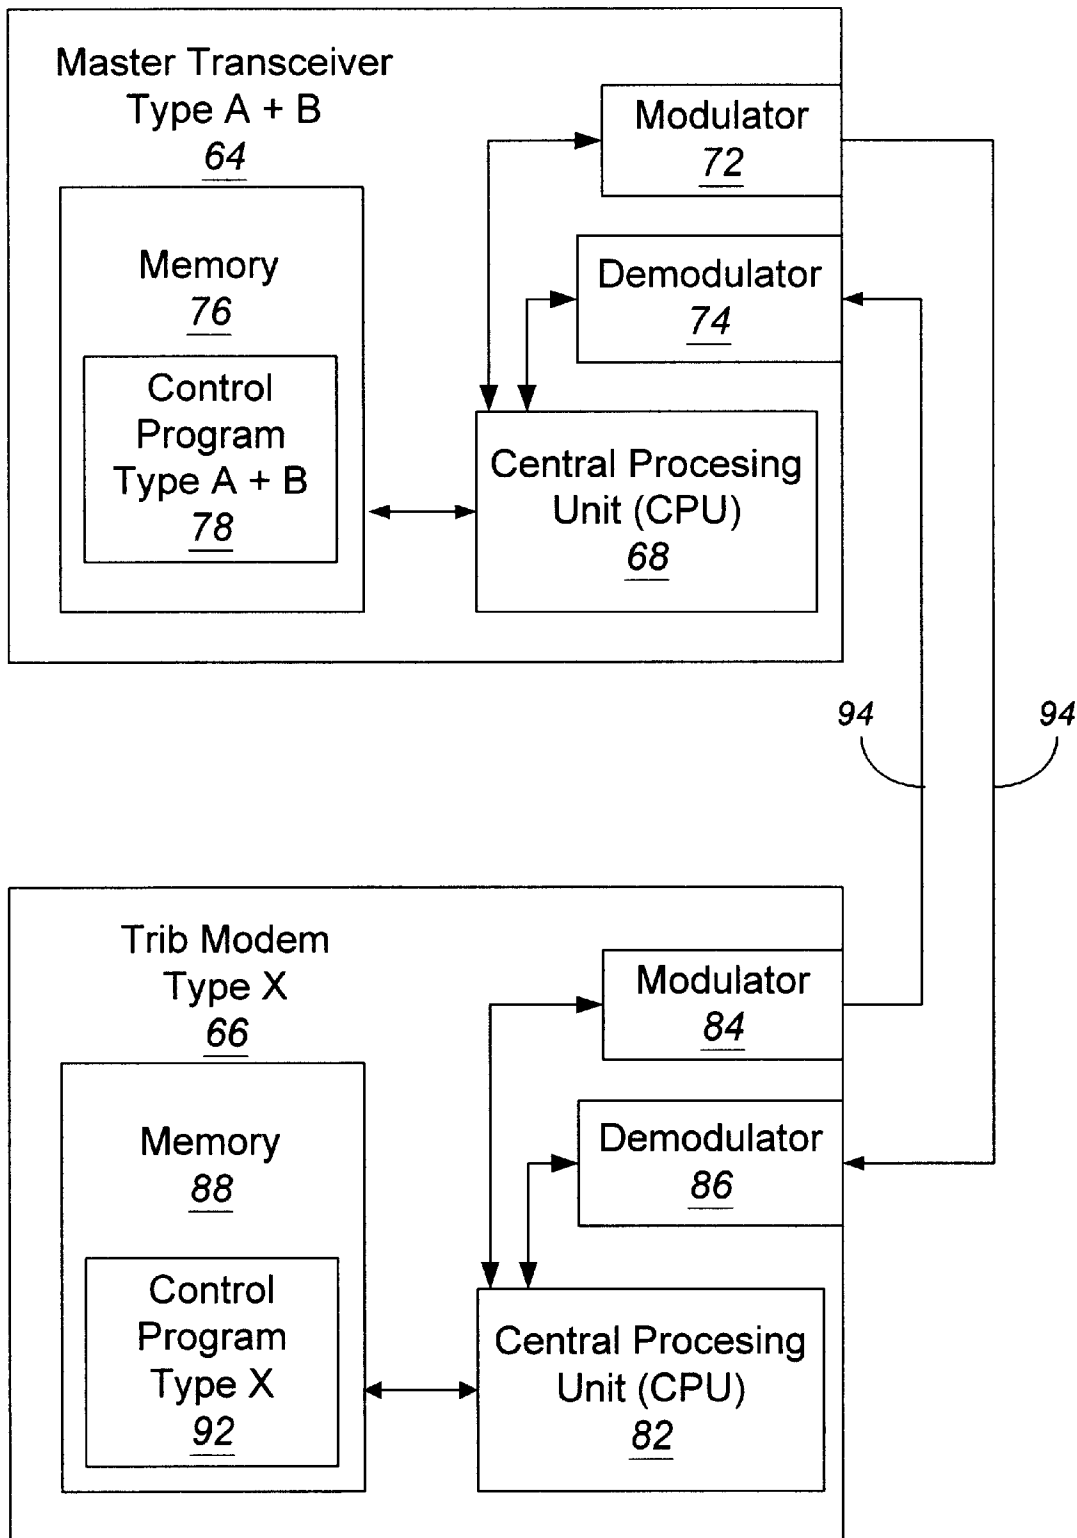 Master Transceiver
Type A + B
64
Modulator
72
Memory
76
Demodulator
74
Control
Program
Type A + B
78
Central Procesing
Unit (CPU)
68
94
94
Trib Modem
Type X
66
Modulator
84
Memory
88
Demodulator
86
Control
Program
Type X
92
Central Procesing
Unit (CPU)
82